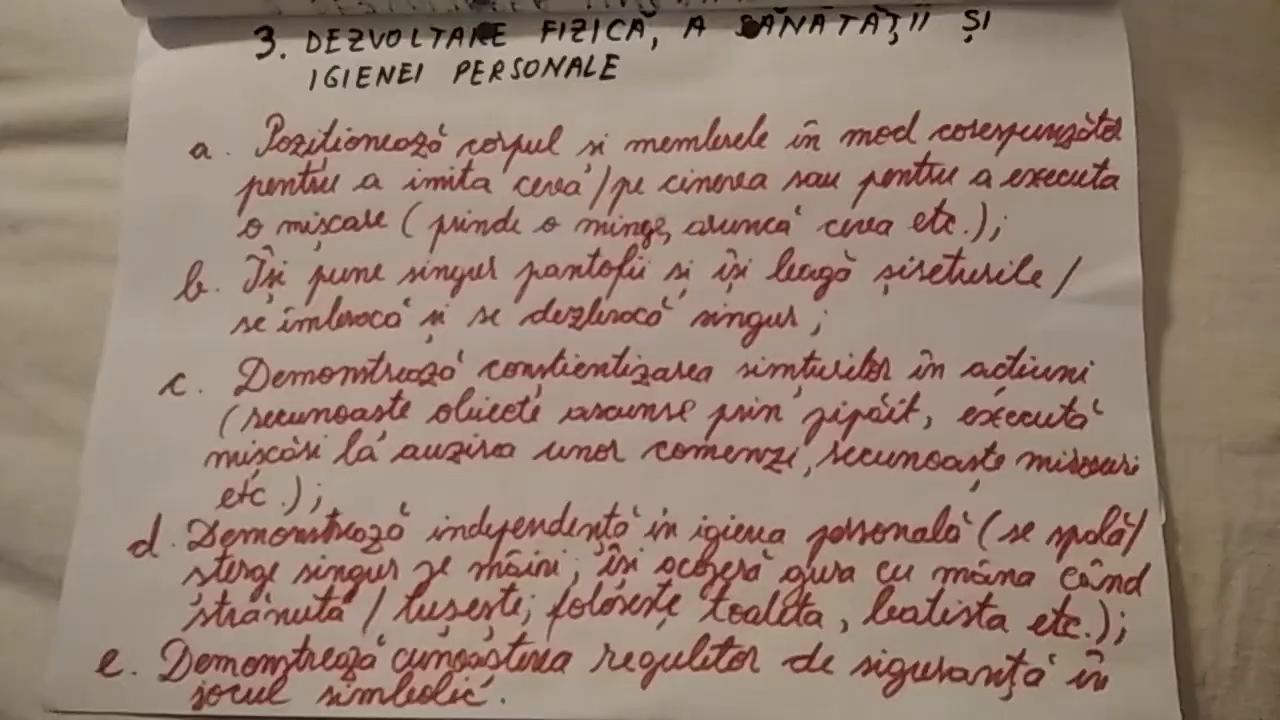 3. DEZVOLTARE FIZICĂ, A SĂNĂTĂȚII ȘI
IGIENEI PERSONALE
a. Poziționează corpul și membrele în mod corespunzător
pentru a imita ceva/pe cineva sau pentru a executa
o mișcare (prinde o minge, aruncă ceva etc.);
b. Își pune singur pantofii și își leagă șireturile /
se îmbracă și se dezbracă singur;
c. Demonstrează conștientizarea simțurilor în acțiuni
(recunoaște obiecte ascunse prin pipăit, execută
mișcări la auzirea unor comenzi, recunoaște mirosuri
etc.);
d. Demonstrează independență în igiena personală (se spală/
șterge singur pe mâini; își acoperă gura cu mâna când
strănută / tușește; folosește toaleta, batista etc.);
e. Demonstrează cunoașterea regulilor de siguranță în
jocul simbolic.